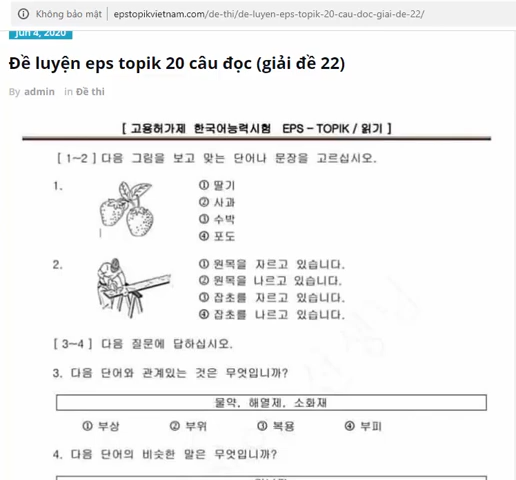 Không bảo mật | epstopikvietnam.com/de-thi/de-luyen-eps-topik-20-cau-doc-giai-de-22/
Jun 4, 2020
Đề luyện eps topik 20 câu đọc (giải đề 22)
By admin in Đề thi
[ 고용허가제 한국어능력시험 EPS – TOPIK / 읽기 ]
[ 1~2 ] 다음 그림을 보고 맞는 단어나 문장을 고르십시오.
1.
① 딸기
② 사과
③ 수박
④ 포도
2.
① 원목을 자르고 있습니다.
② 원목을 나르고 있습니다.
③ 잡초를 자르고 있습니다.
④ 잡초를 나르고 있습니다.
[ 3~4 ] 다음 질문에 답하십시오.
3. 다음 단어와 관계있는 것은 무엇입니까?
물약, 해열제, 소화재
① 부상 ② 부위 ③ 복용 ④ 부피
4. 다음 단어의 비슷한 말은 무엇입니까?